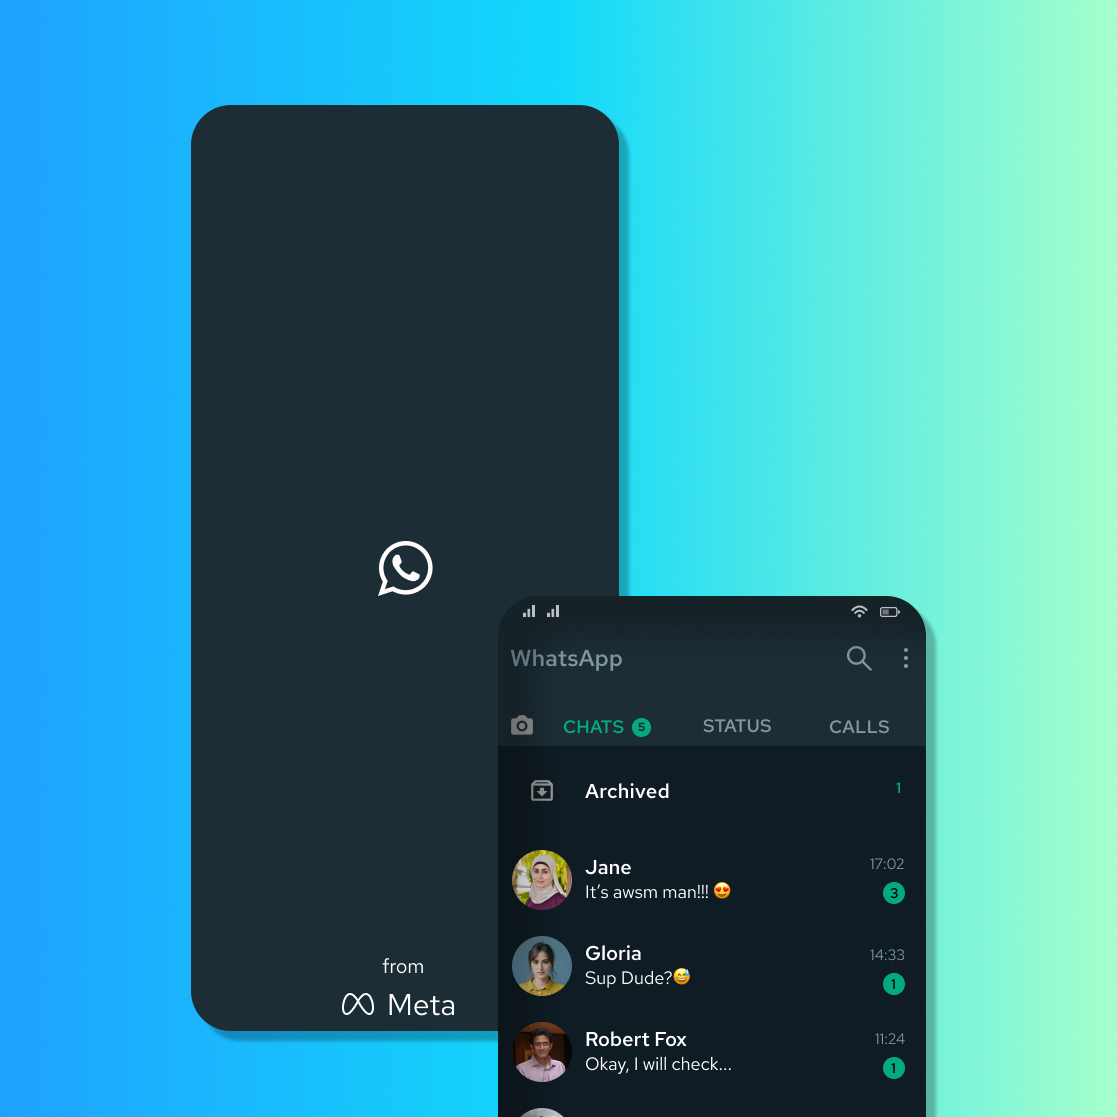 from
Meta
WhatsApp
CHATS 5 STATUS CALLS
Archived 1
Jane 17:02
It’s awsm man!!! 😍 3
Gloria 14:33
Sup Dude?😅 1
Robert Fox 11:24
Okay, I will check... 1